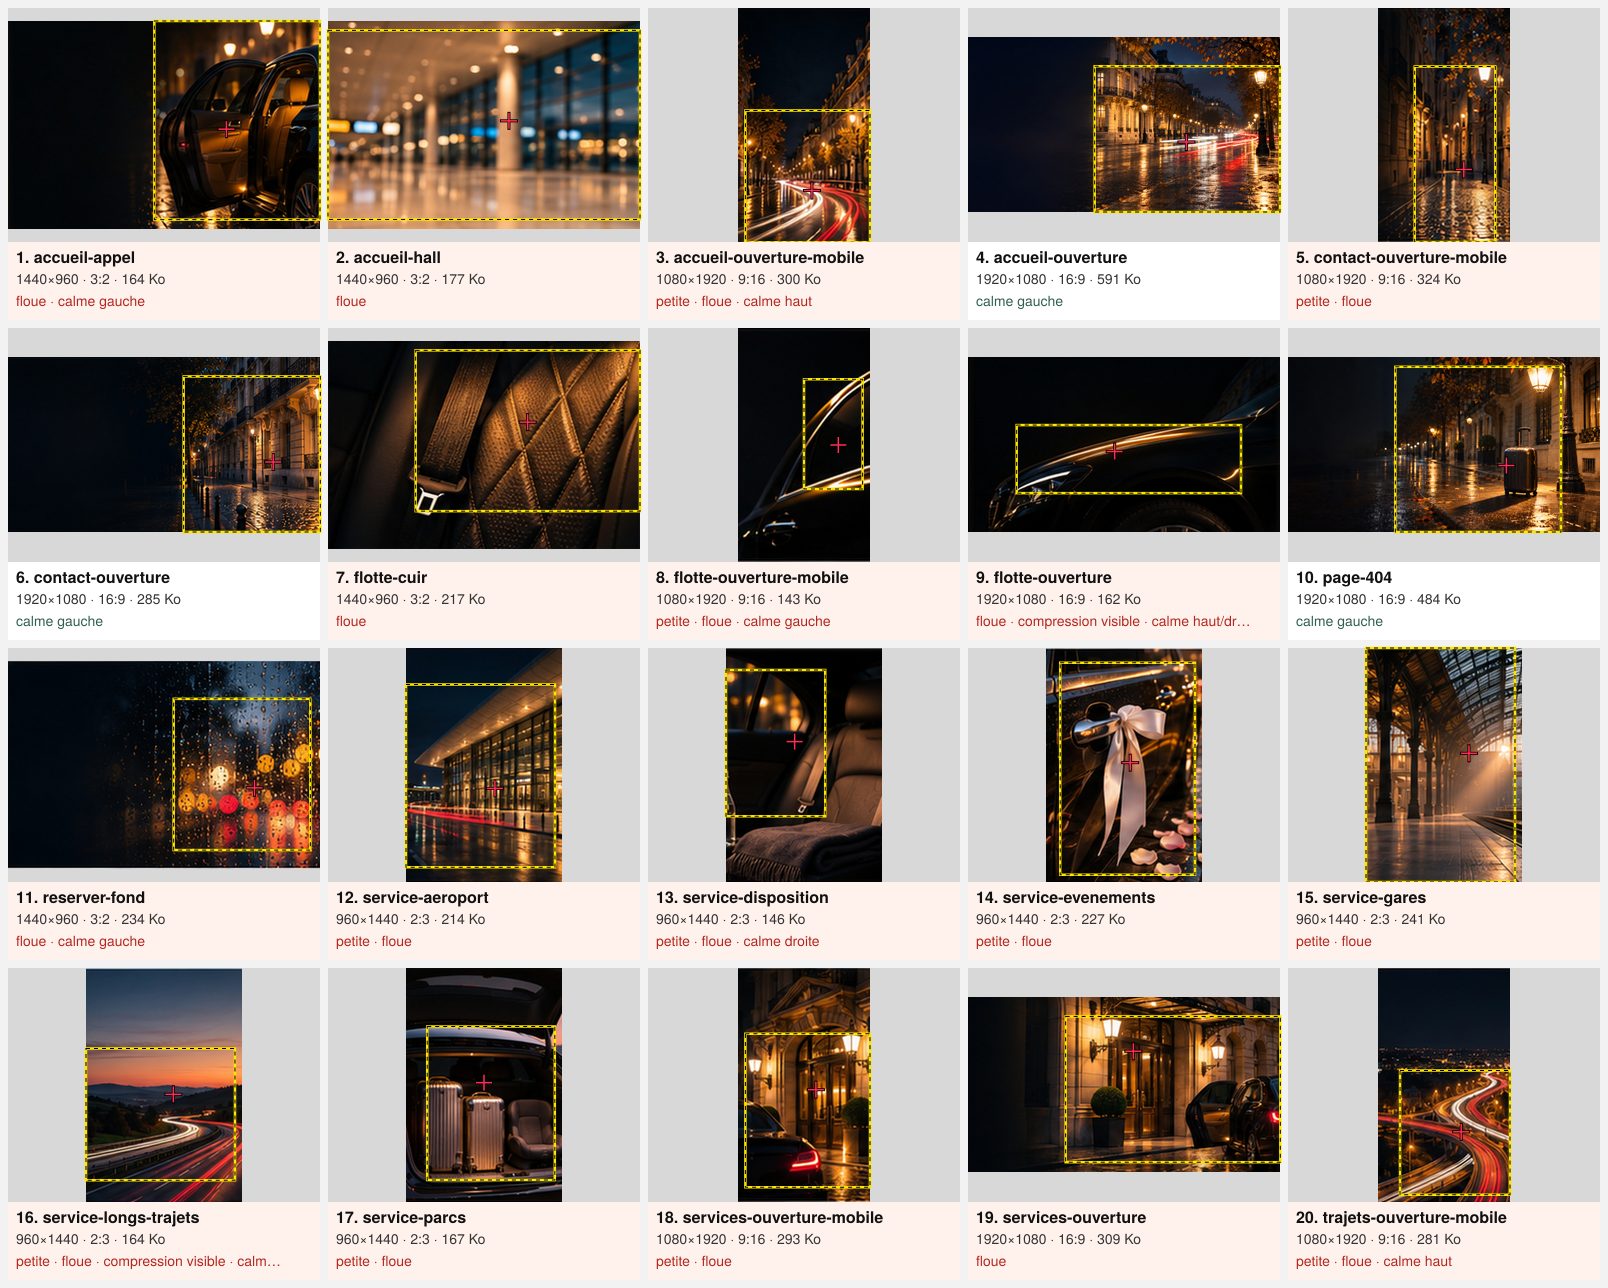 1. accueil-appel
1440×960 · 3:2 · 164 Ko
floue · calme gauche
2. accueil-hall
1440×960 · 3:2 · 177 Ko
floue
3. accueil-ouverture-mobile
1080×1920 · 9:16 · 300 Ko
petite · floue · calme haut
4. accueil-ouverture
1920×1080 · 16:9 · 591 Ko
calme gauche
5. contact-ouverture-mobile
1080×1920 · 9:16 · 324 Ko
petite · floue
6. contact-ouverture
1920×1080 · 16:9 · 285 Ko
calme gauche
7. flotte-cuir
1440×960 · 3:2 · 217 Ko
floue
8. flotte-ouverture-mobile
1080×1920 · 9:16 · 143 Ko
petite · floue · calme gauche
9. flotte-ouverture
1920×1080 · 16:9 · 162 Ko
floue · compression visible · calme haut/dr…
10. page-404
1920×1080 · 16:9 · 484 Ko
calme gauche
11. reserver-fond
1440×960 · 3:2 · 234 Ko
floue · calme gauche
12. service-aeroport
960×1440 · 2:3 · 214 Ko
petite · floue
13. service-disposition
960×1440 · 2:3 · 146 Ko
petite · floue · calme droite
14. service-evenements
960×1440 · 2:3 · 227 Ko
petite · floue
15. service-gares
960×1440 · 2:3 · 241 Ko
petite · floue
16. service-longs-trajets
960×1440 · 2:3 · 164 Ko
petite · floue · compression visible · calm…
17. service-parcs
960×1440 · 2:3 · 167 Ko
petite · floue
18. services-ouverture-mobile
1080×1920 · 9:16 · 293 Ko
petite · floue
19. services-ouverture
1920×1080 · 16:9 · 309 Ko
floue
20. trajets-ouverture-mobile
1080×1920 · 9:16 · 281 Ko
petite · floue · calme haut